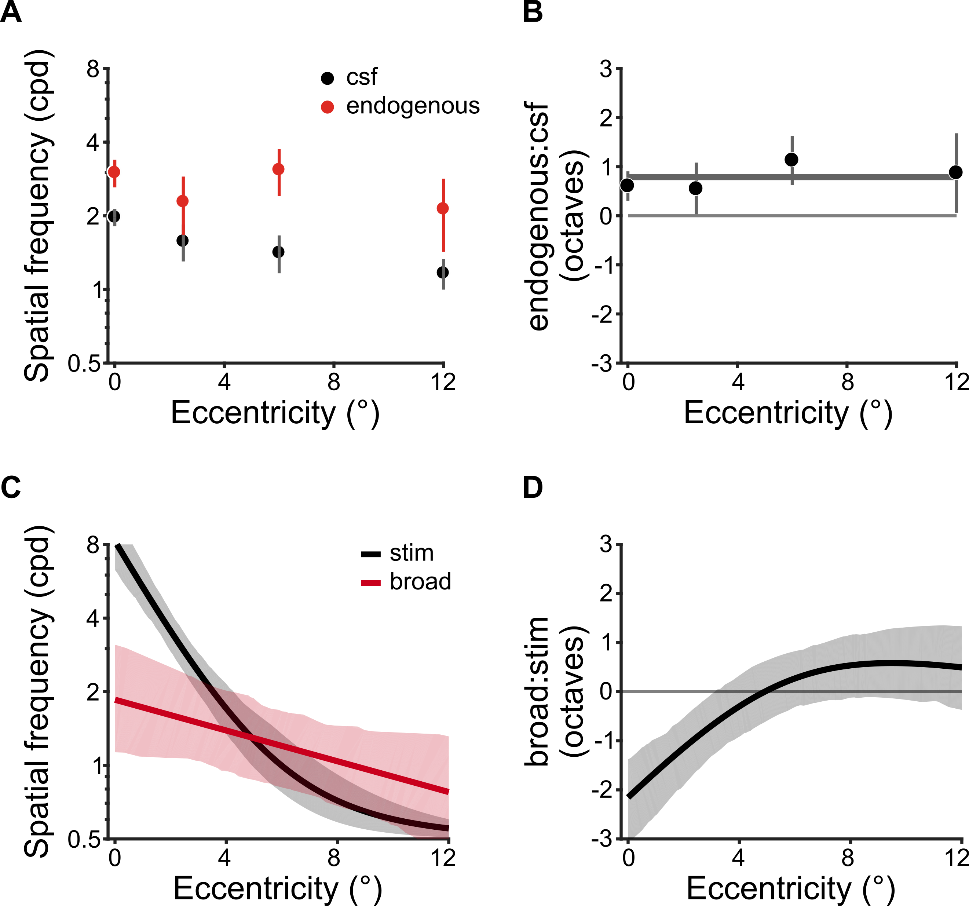 A
Spatial frequency (cpd)
8
4
2
1
0.5
csf
endogenous
0
4
8
12
Eccentricity (°)
B
endogenous:csf
(octaves)
3
2
1
0
-1
-2
-3
0
4
8
12
Eccentricity (°)
C
Spatial frequency (cpd)
8
4
2
1
0.5
stim
broad
0
4
8
12
Eccentricity (°)
D
broad:stim
(octaves)
3
2
1
0
-1
-2
-3
0
4
8
12
Eccentricity (°)